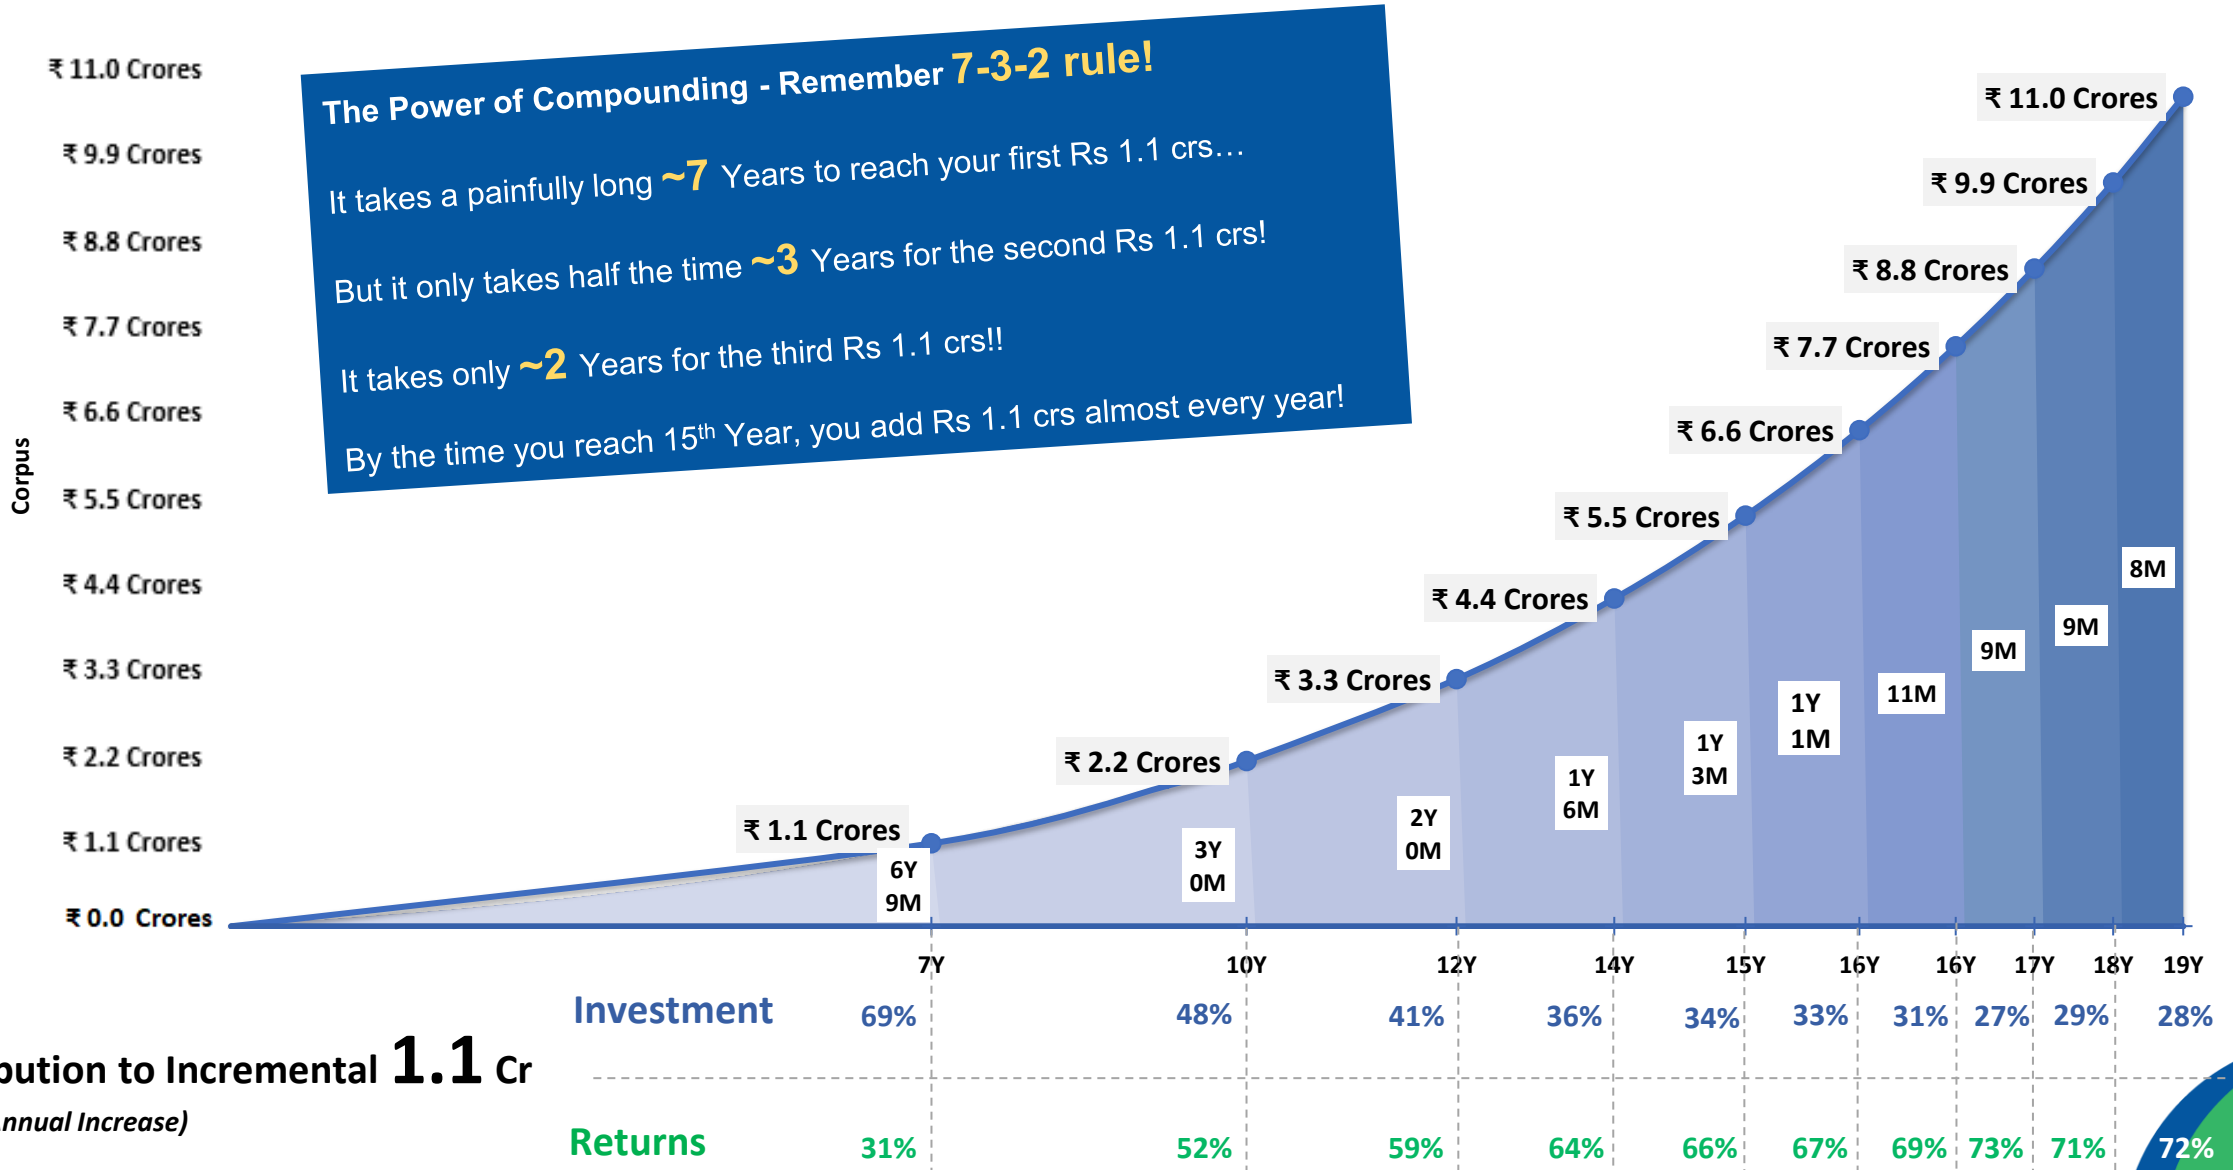 The Power of Compounding - Remember 7-3-2 rule!
It takes a painfully long ~7 Years to reach your first Rs 1.1 crs…
But it only takes half the time ~3 Years for the second Rs 1.1 crs!
It takes only ~2 Years for the third Rs 1.1 crs!!
By the time you reach 15th Year, you add Rs 1.1 crs almost every year!
Corpus
₹ 11.0 Crores
₹ 9.9 Crores
₹ 8.8 Crores
₹ 7.7 Crores
₹ 6.6 Crores
₹ 5.5 Crores
₹ 4.4 Crores
₹ 3.3 Crores
₹ 2.2 Crores
₹ 1.1 Crores
₹ 0.0 Crores
₹ 1.1 Crores
₹ 2.2 Crores
₹ 3.3 Crores
₹ 4.4 Crores
₹ 5.5 Crores
₹ 6.6 Crores
₹ 7.7 Crores
₹ 8.8 Crores
₹ 9.9 Crores
₹ 11.0 Crores
6Y
9M
3Y
0M
2Y
0M
1Y
6M
1Y
3M
1Y
1M
11M
9M
9M
8M
7Y 10Y 12Y 14Y 15Y 16Y 16Y 17Y 18Y 19Y
Investment 69% 48% 41% 36% 34% 33% 31% 27% 29% 28%
bution to Incremental 1.1 Cr
nnual Increase)
Returns 31% 52% 59% 64% 66% 67% 69% 73% 71% 72%